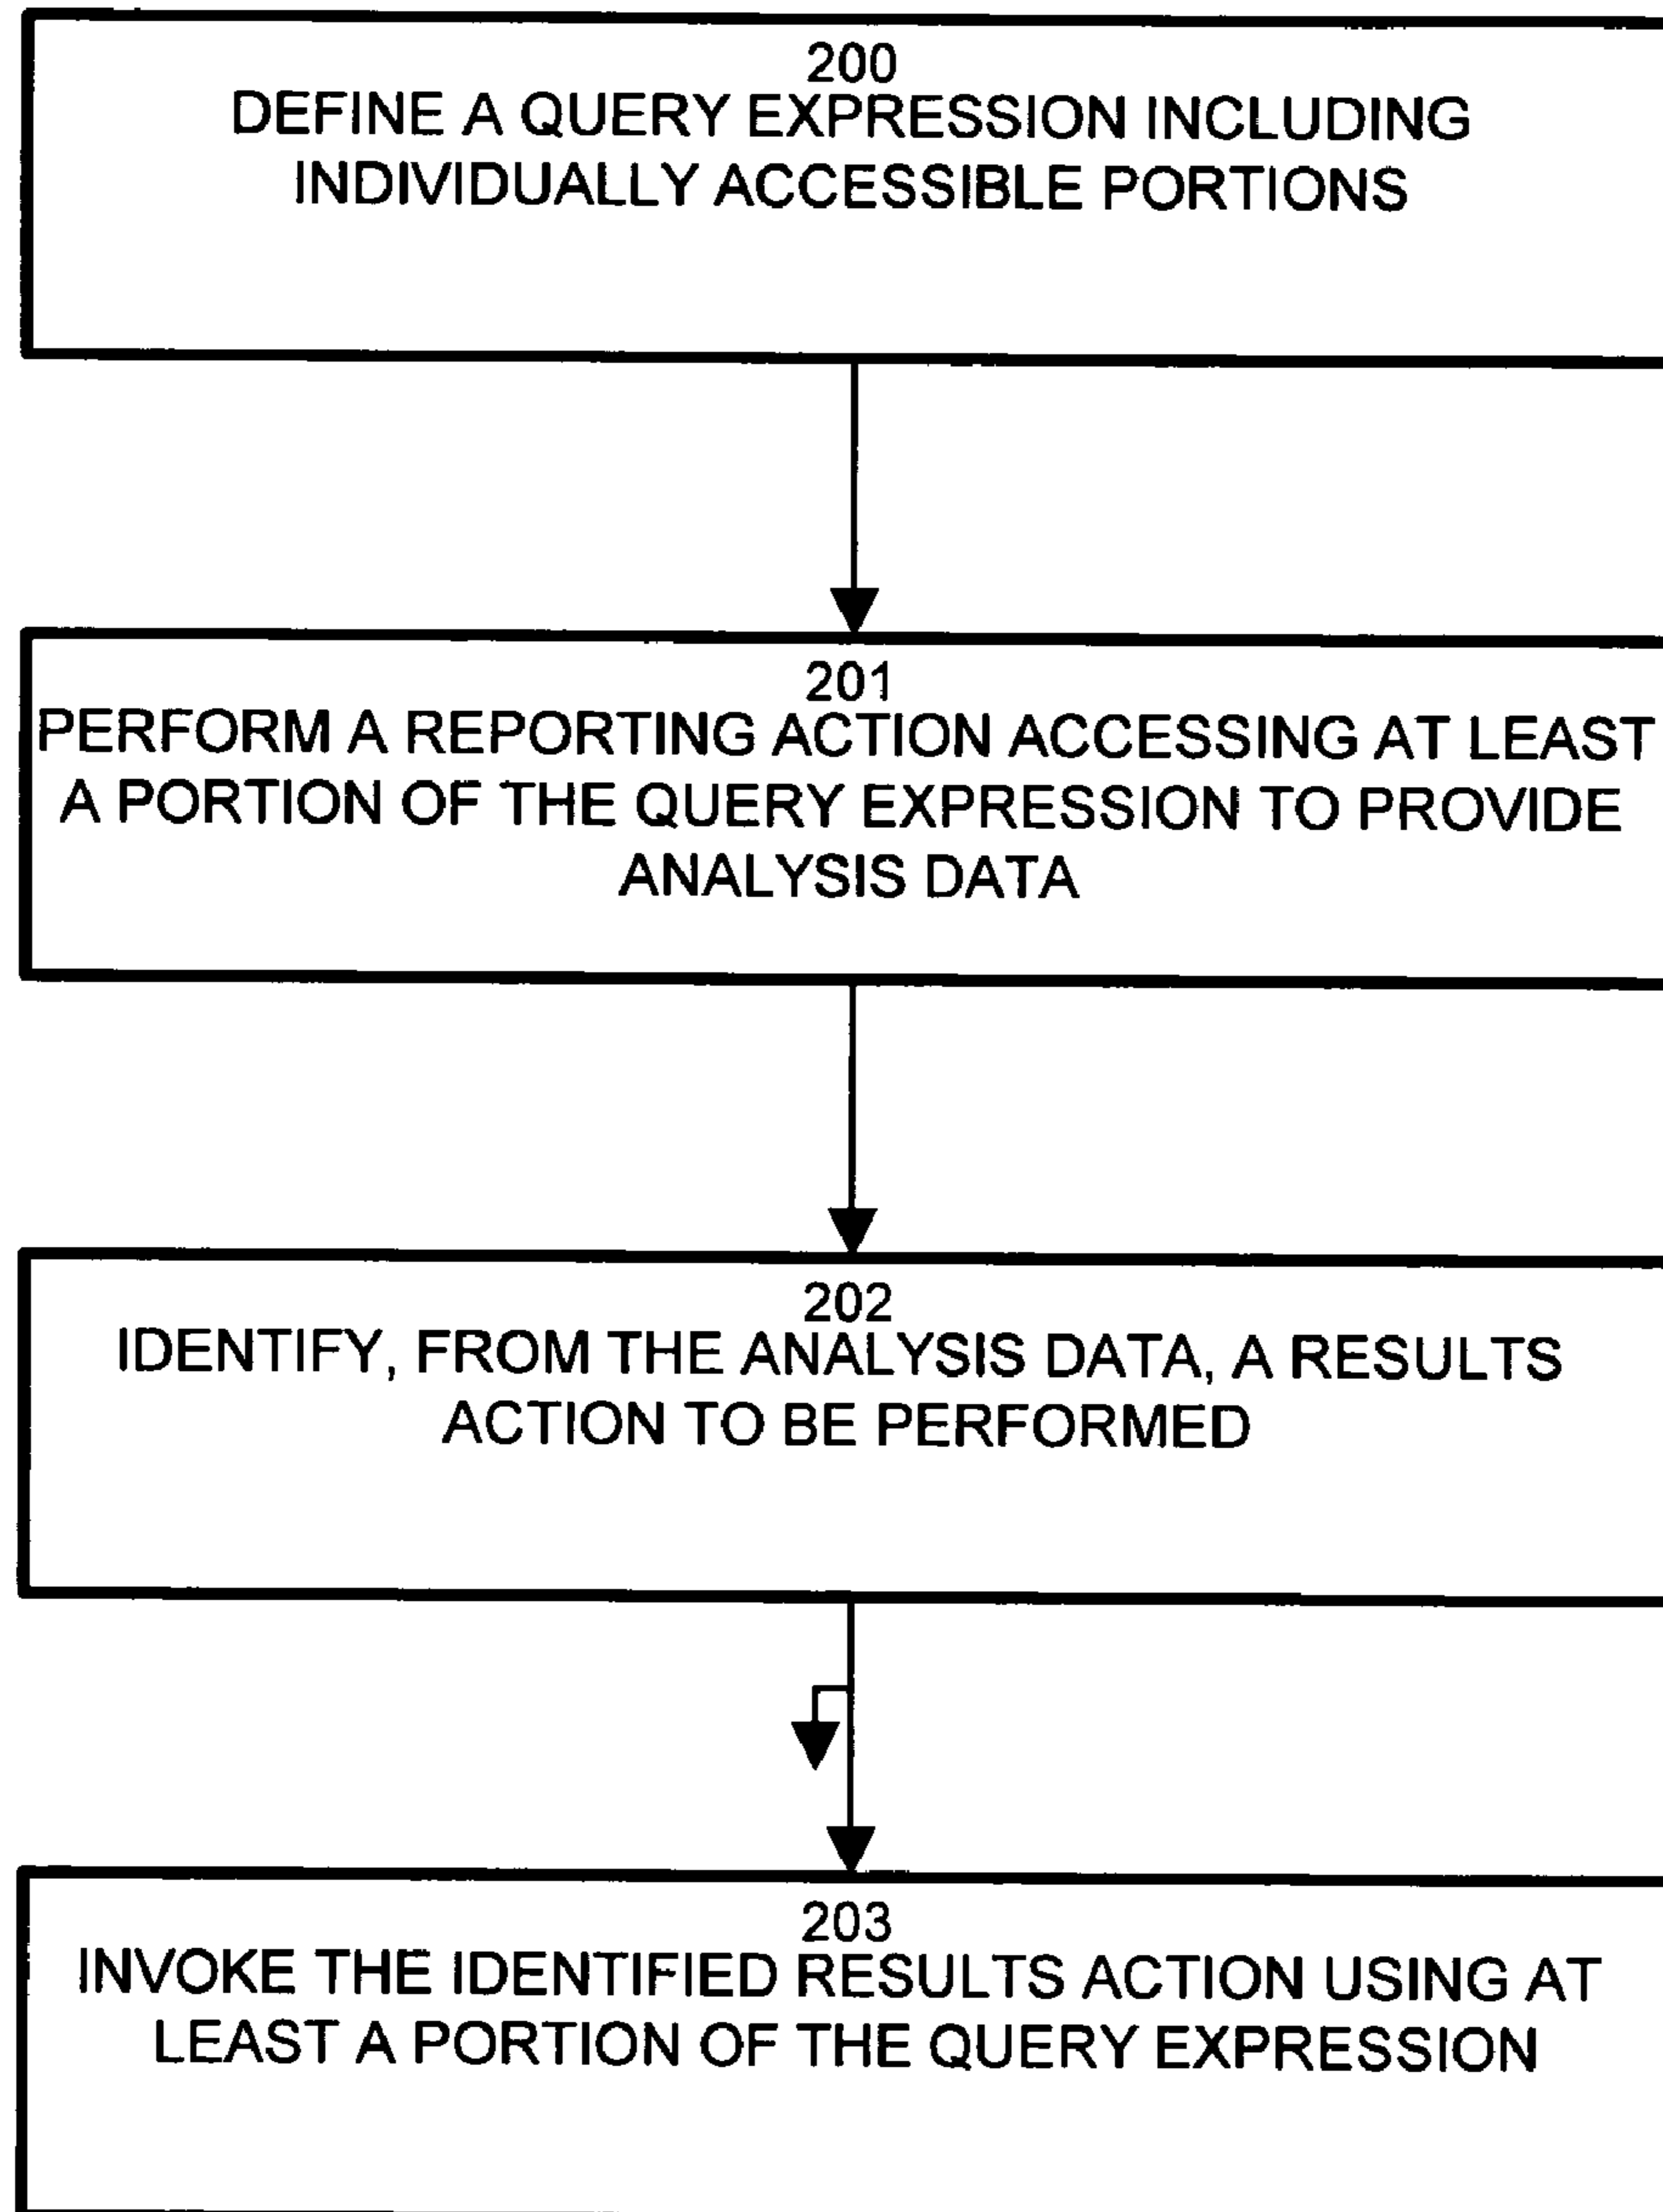 200
DEFINE A QUERY EXPRESSION INCLUDING
INDIVIDUALLY ACCESSIBLE PORTIONS
201
PERFORM A REPORTING ACTION ACCESSING AT LEAST
A PORTION OF THE QUERY EXPRESSION TO PROVIDE
ANALYSIS DATA
202
IDENTIFY, FROM THE ANALYSIS DATA, A RESULTS
ACTION TO BE PERFORMED
203
INVOKE THE IDENTIFIED RESULTS ACTION USING AT
LEAST A PORTION OF THE QUERY EXPRESSION